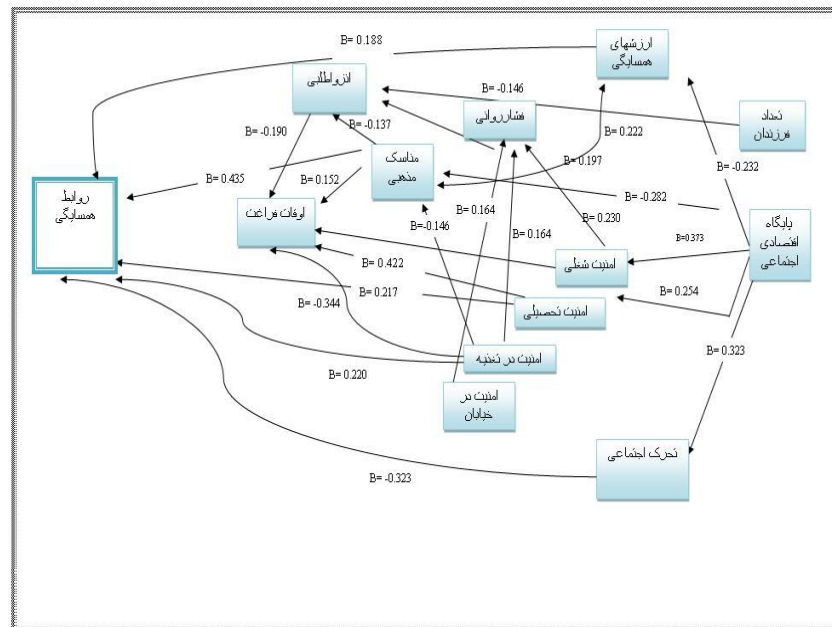 B= 0.188
ارزشهای
همسایگی
انزواطلبی
B= -0.146
فشارروانی
تعداد
فرزندان
B= -0.190
B= -0.137
B= 0.222
مناسک
مذهبی
B= 0.197
B= -0.232
B= 0.435
B= 0.152
B= -0.282
روابط
همسایگی
اوقات فراغت
B= 0.164
B=-0.146
B= 0.164
B= 0.230
پایگاه
اقتصادی
اجتماعی
B=0.373
B= 0.422
امنیت شغلی
B= 0.217
B= 0.254
B= -0.344
امنیت تحصیلی
B= 0.323
امنیت در تغذیه
B= 0.220
امنیت در
خیابان
تحرک اجتماعی
B= -0.323